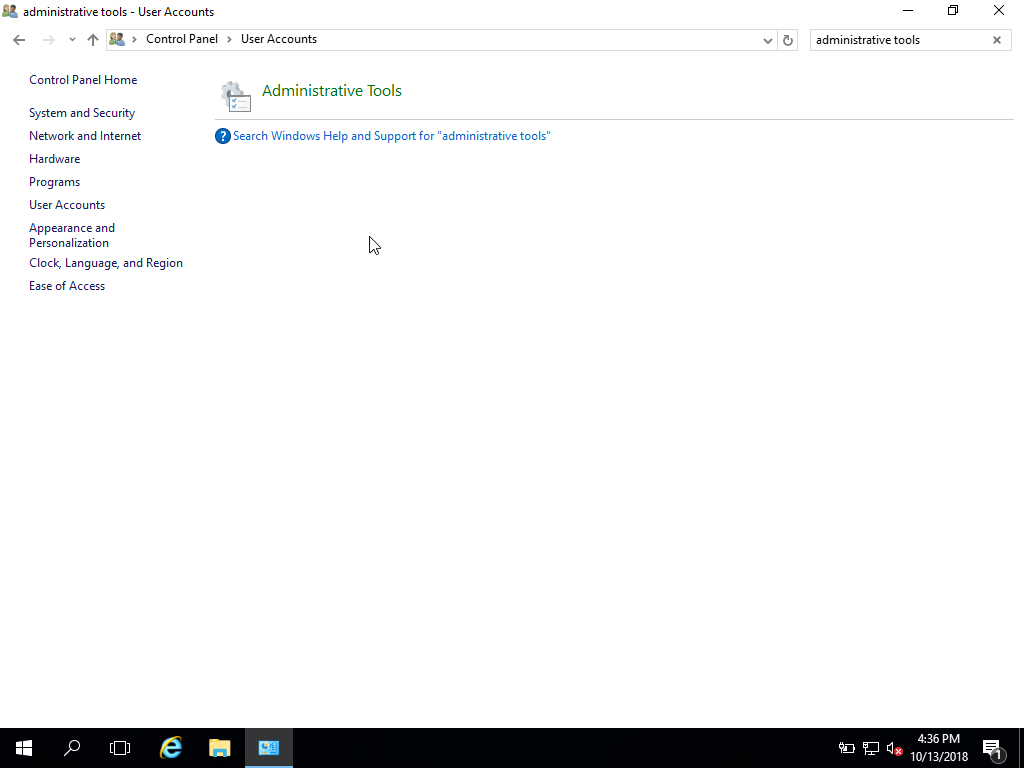 administrative tools - User Accounts
Control Panel > User Accounts
administrative tools
Control Panel Home
System and Security
Network and Internet
Hardware
Programs
User Accounts
Appearance and
Personalization
Clock, Language, and Region
Ease of Access
Administrative Tools
? Search Windows Help and Support for "administrative tools"
4:36 PM
10/13/2018
1